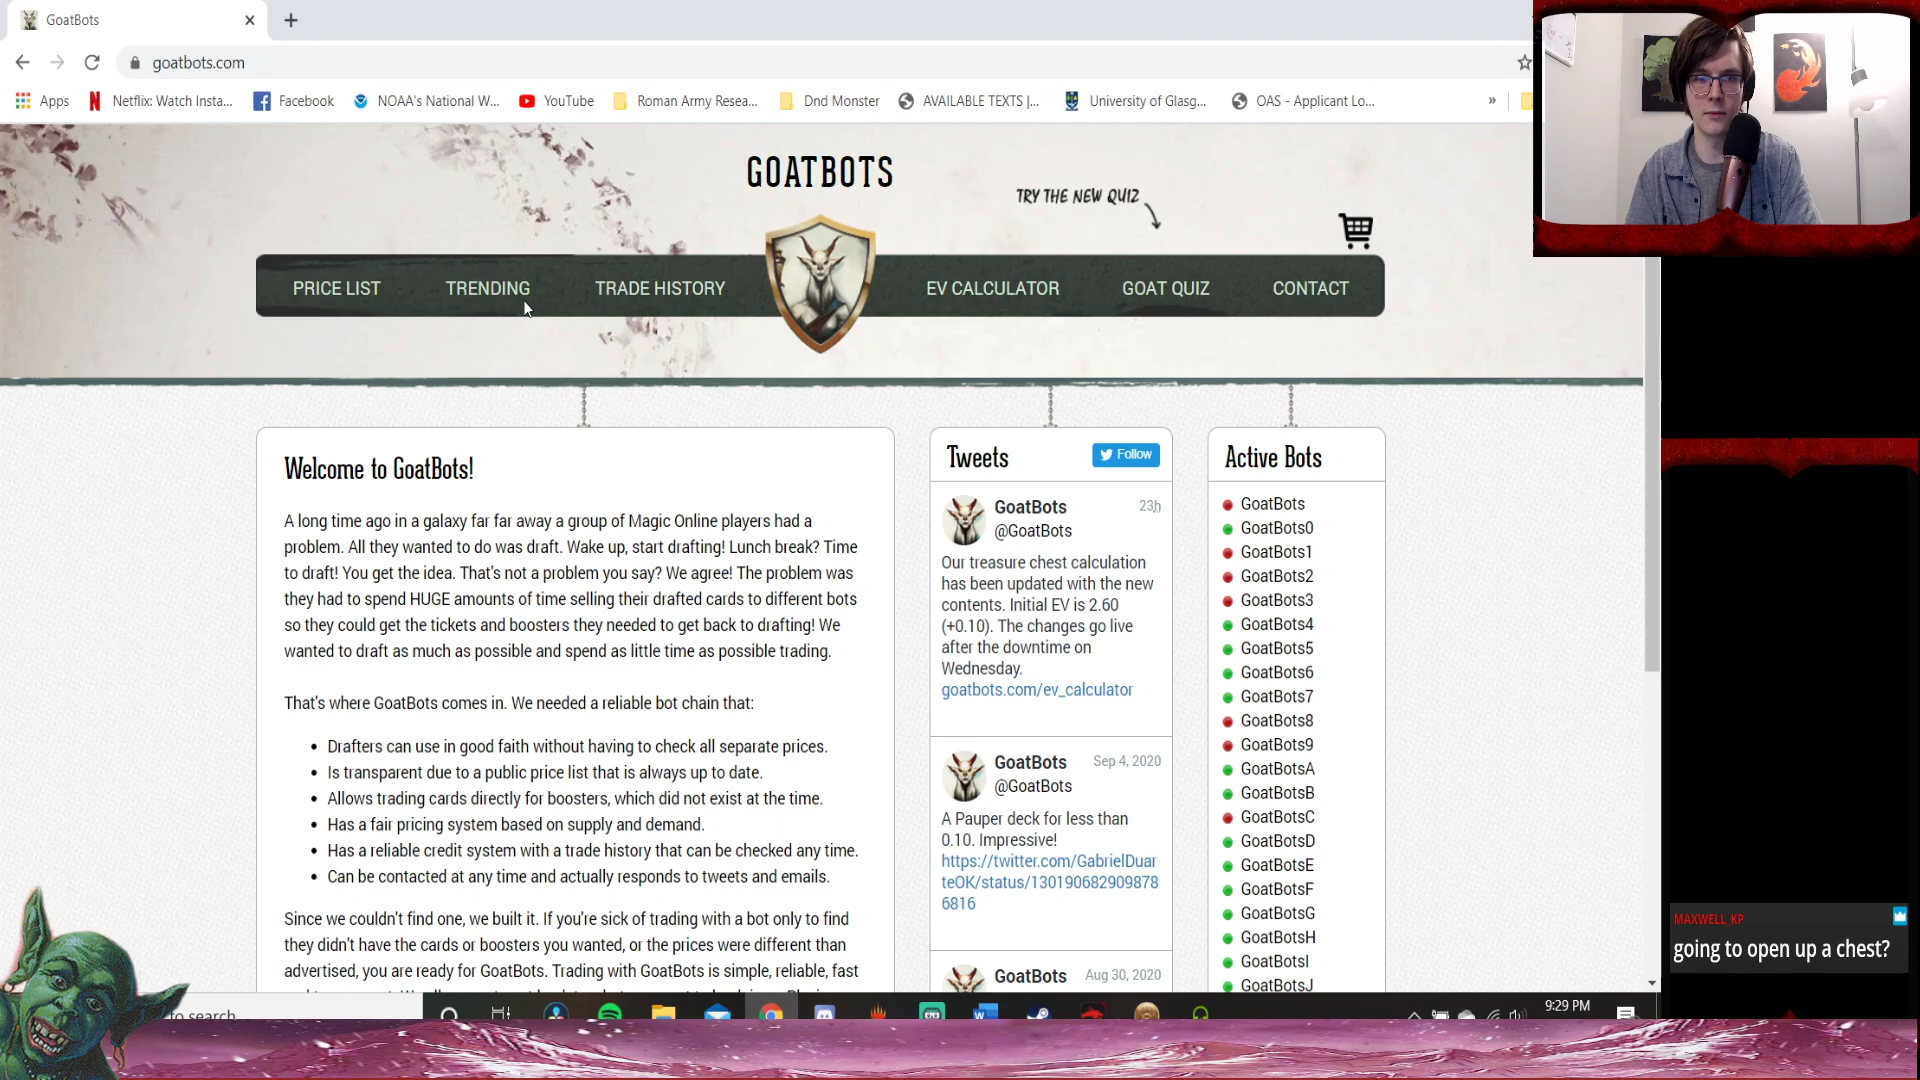 GoatBots
goatbots.com
Apps
Netflix: Watch Insta...
Facebook
NOAA's National W...
YouTube
Roman Army Resea...
Dnd Monster
AVAILABLE TEXTS |...
University of Glasg...
OAS - Applicant Lo...
»
GOATBOTS
TRY THE NEW QUIZ
PRICE LIST
TRENDING
TRADE HISTORY
EV CALCULATOR
GOAT QUIZ
CONTACT
Welcome to GoatBots!
A long time ago in a galaxy far far away a group of Magic Online players had a
problem. All they wanted to do was draft. Wake up, start drafting! Lunch break? Time
to draft! You get the idea. That's not a problem you say? We agree! The problem was
they had to spend HUGE amounts of time selling their drafted cards to different bots
so they could get the tickets and boosters they needed to get back to drafting! We
wanted to draft as much as possible and spend as little time as possible trading.
That's where GoatBots comes in. We needed a reliable bot chain that:
• Drafters can use in good faith without having to check all separate prices.
• Is transparent due to a public price list that is always up to date.
• Allows trading cards directly for boosters, which did not exist at the time.
• Has a fair pricing system based on supply and demand.
• Has a reliable credit system with a trade history that can be checked any time.
• Can be contacted at any time and actually responds to tweets and emails.
Since we couldn't find one, we built it. If you're sick of trading with a bot only to find
they didn't have the cards or boosters you wanted, or the prices were different than
advertised, you are ready for GoatBots. Trading with GoatBots is simple, reliable, fast
Tweets
Follow
GoatBots
23h
@GoatBots
Our treasure chest calculation
has been updated with the new
contents. Initial EV is 2.60
(+0.10). The changes go live
after the downtime on
Wednesday.
goatbots.com/ev_calculator
GoatBots
Sep 4, 2020
@GoatBots
A Pauper deck for less than
0.10. Impressive!
https://twitter.com/GabrielDuar
teOK/status/130190682909878
6816
GoatBots
Aug 30, 2020
Active Bots
GoatBots
GoatBots0
GoatBots1
GoatBots2
GoatBots3
GoatBots4
GoatBots5
GoatBots6
GoatBots7
GoatBots8
GoatBots9
GoatBotsA
GoatBotsB
GoatBotsC
GoatBotsD
GoatBotsE
GoatBotsF
GoatBotsG
GoatBotsH
GoatBotsI
GoatBotsJ
MAXWELL_KP
going to open up a chest?
to search
9:29 PM